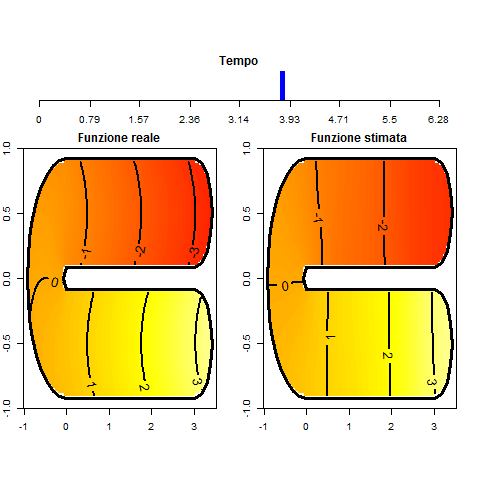 Tempo
0 0.79 1.57 2.36 3.14 3.93 4.71 5.5 6.28
Funzione reale Funzione stimata
1.0 1.0
-1 -2 -3 -1 -2
0.5 0.5
0.0 0 0.0 0
-0.5 1 2 3 -0.5 1 2 3
-1.0 -1.0
-1 0 1 2 3 -1 0 1 2 3